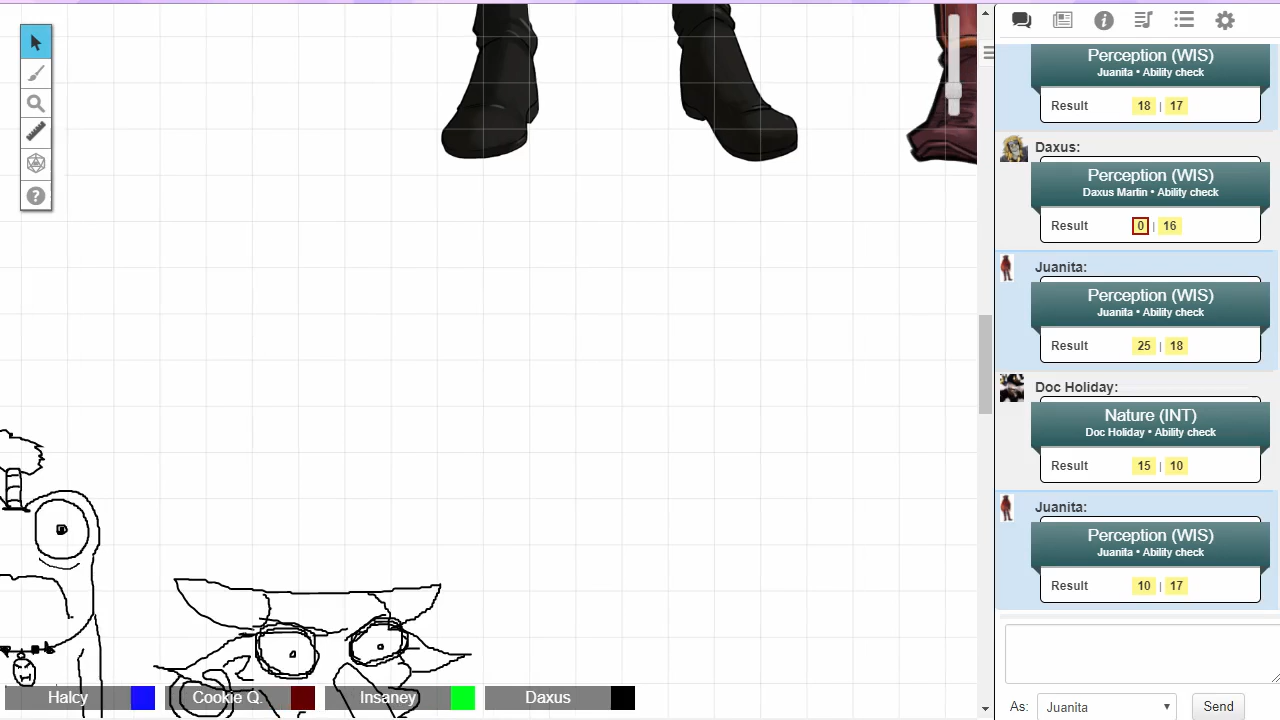 Perception (WIS)
Juanita • Ability check
Result 18 | 17
Daxus:
Perception (WIS)
Daxus Martin • Ability check
Result 0 | 16
Juanita:
Perception (WIS)
Juanita • Ability check
Result 25 | 18
Doc Holiday:
Nature (INT)
Doc Holiday • Ability check
Result 15 | 10
Juanita:
Perception (WIS)
Juanita • Ability check
Result 10 | 17
As: Juanita Send
Halcy Cookie Q. Insaney Daxus